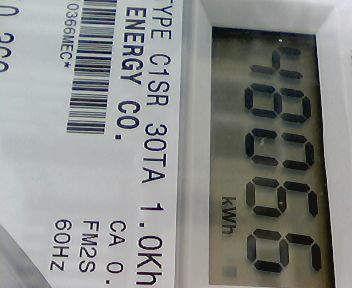 48066
kWh
TYPE C1SR 30TA 1.0Kh
ENERGY CO.
CA 0.
FM2S
60Hz
0366MEC*